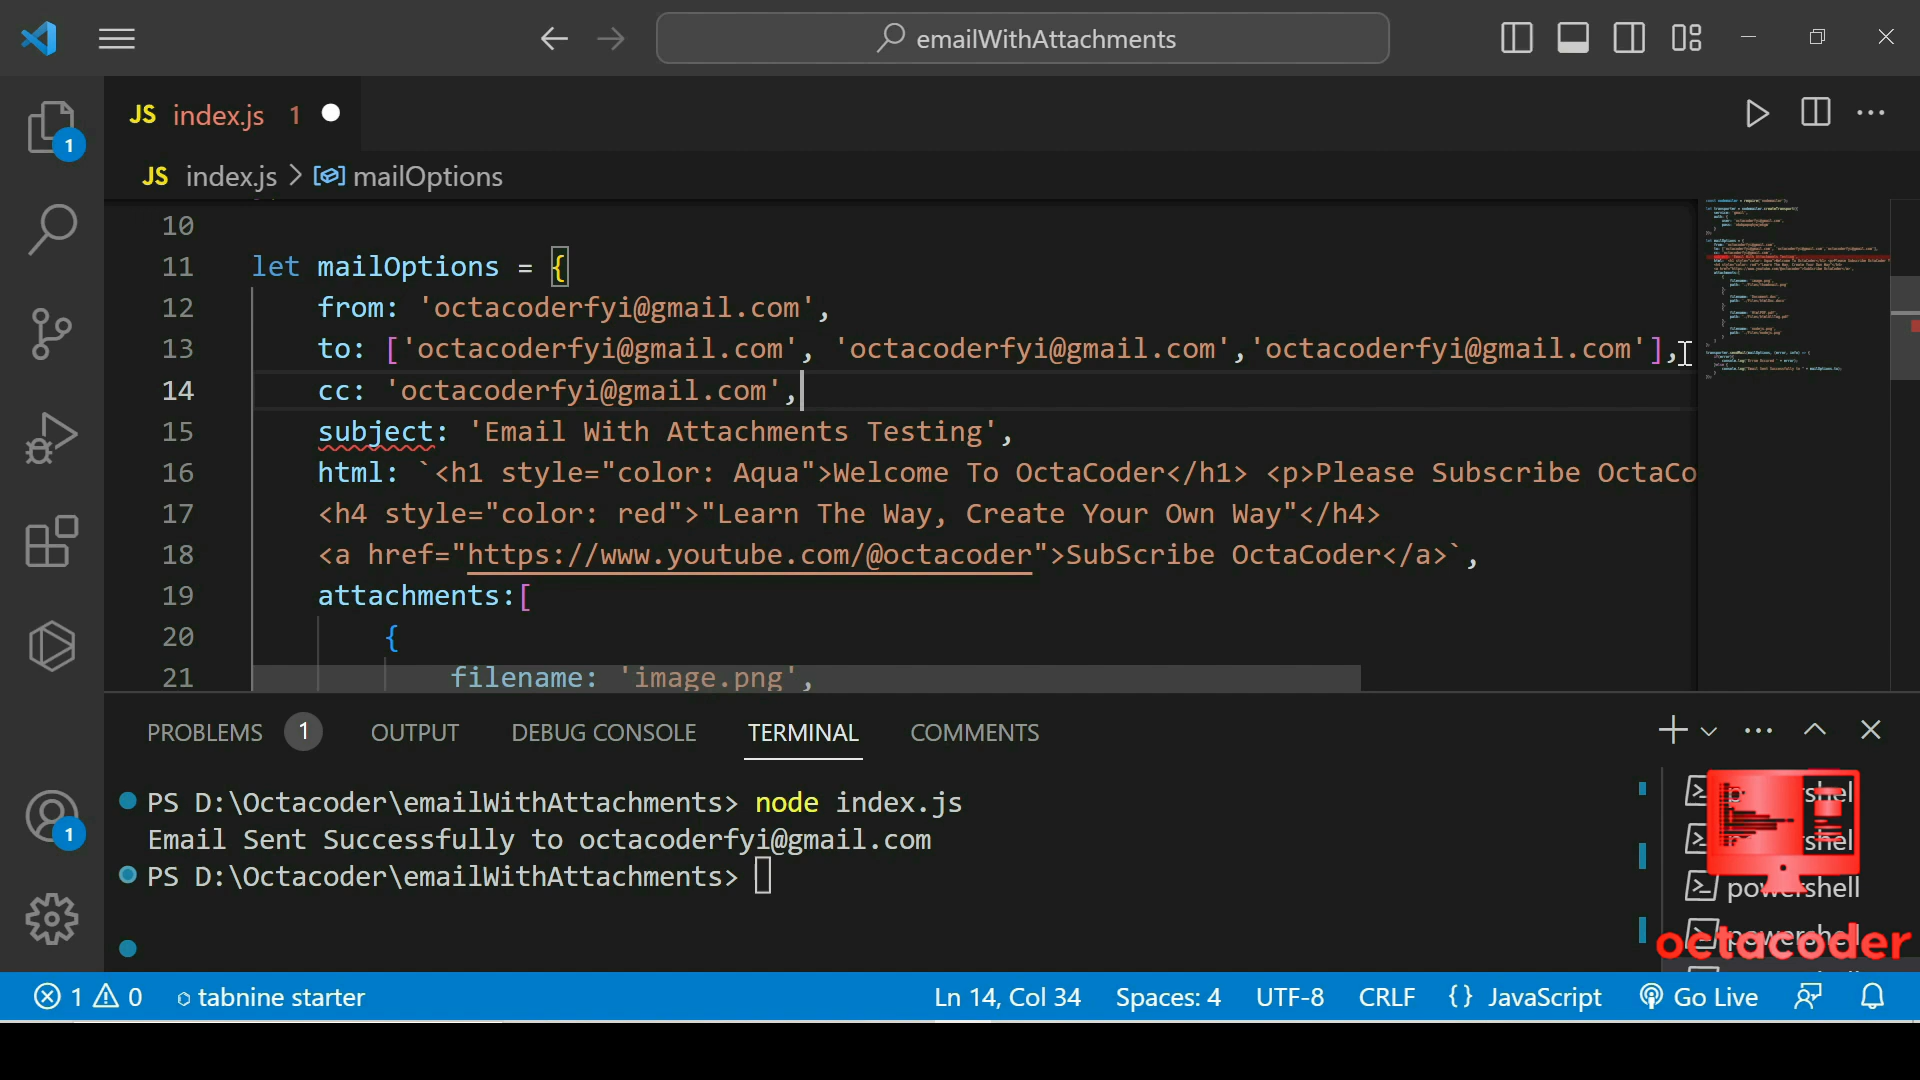 emailWithAttachments
JS index.js 1
JS index.js > mailOptions
10
11 let mailOptions = {
12 from: 'octacoderfyi@gmail.com',
13 to: ['octacoderfyi@gmail.com', 'octacoderfyi@gmail.com','octacoderfyi@gmail.com'],
14 cc: 'octacoderfyi@gmail.com',
15 subject: 'Email With Attachments Testing',
16 html: `<h1 style="color: Aqua">Welcome To OctaCoder</h1> <p>Please Subscribe OctaCo
17 <h4 style="color: red">"Learn The Way, Create Your Own Way"</h4>
18 <a href="https://www.youtube.com/@octacoder">SubScribe OctaCoder</a>`,
19 attachments:[
20 {
21 filename: 'image.png',
PROBLEMS 1 OUTPUT DEBUG CONSOLE TERMINAL COMMENTS
PS D:\Octacoder\emailWithAttachments> node index.js
Email Sent Successfully to octacoderfyi@gmail.com
PS D:\Octacoder\emailWithAttachments>
powershell
powershell
octacoder
1
1
1 0 tabnine starter Ln 14, Col 34 Spaces: 4 UTF-8 CRLF {} JavaScript Go Live